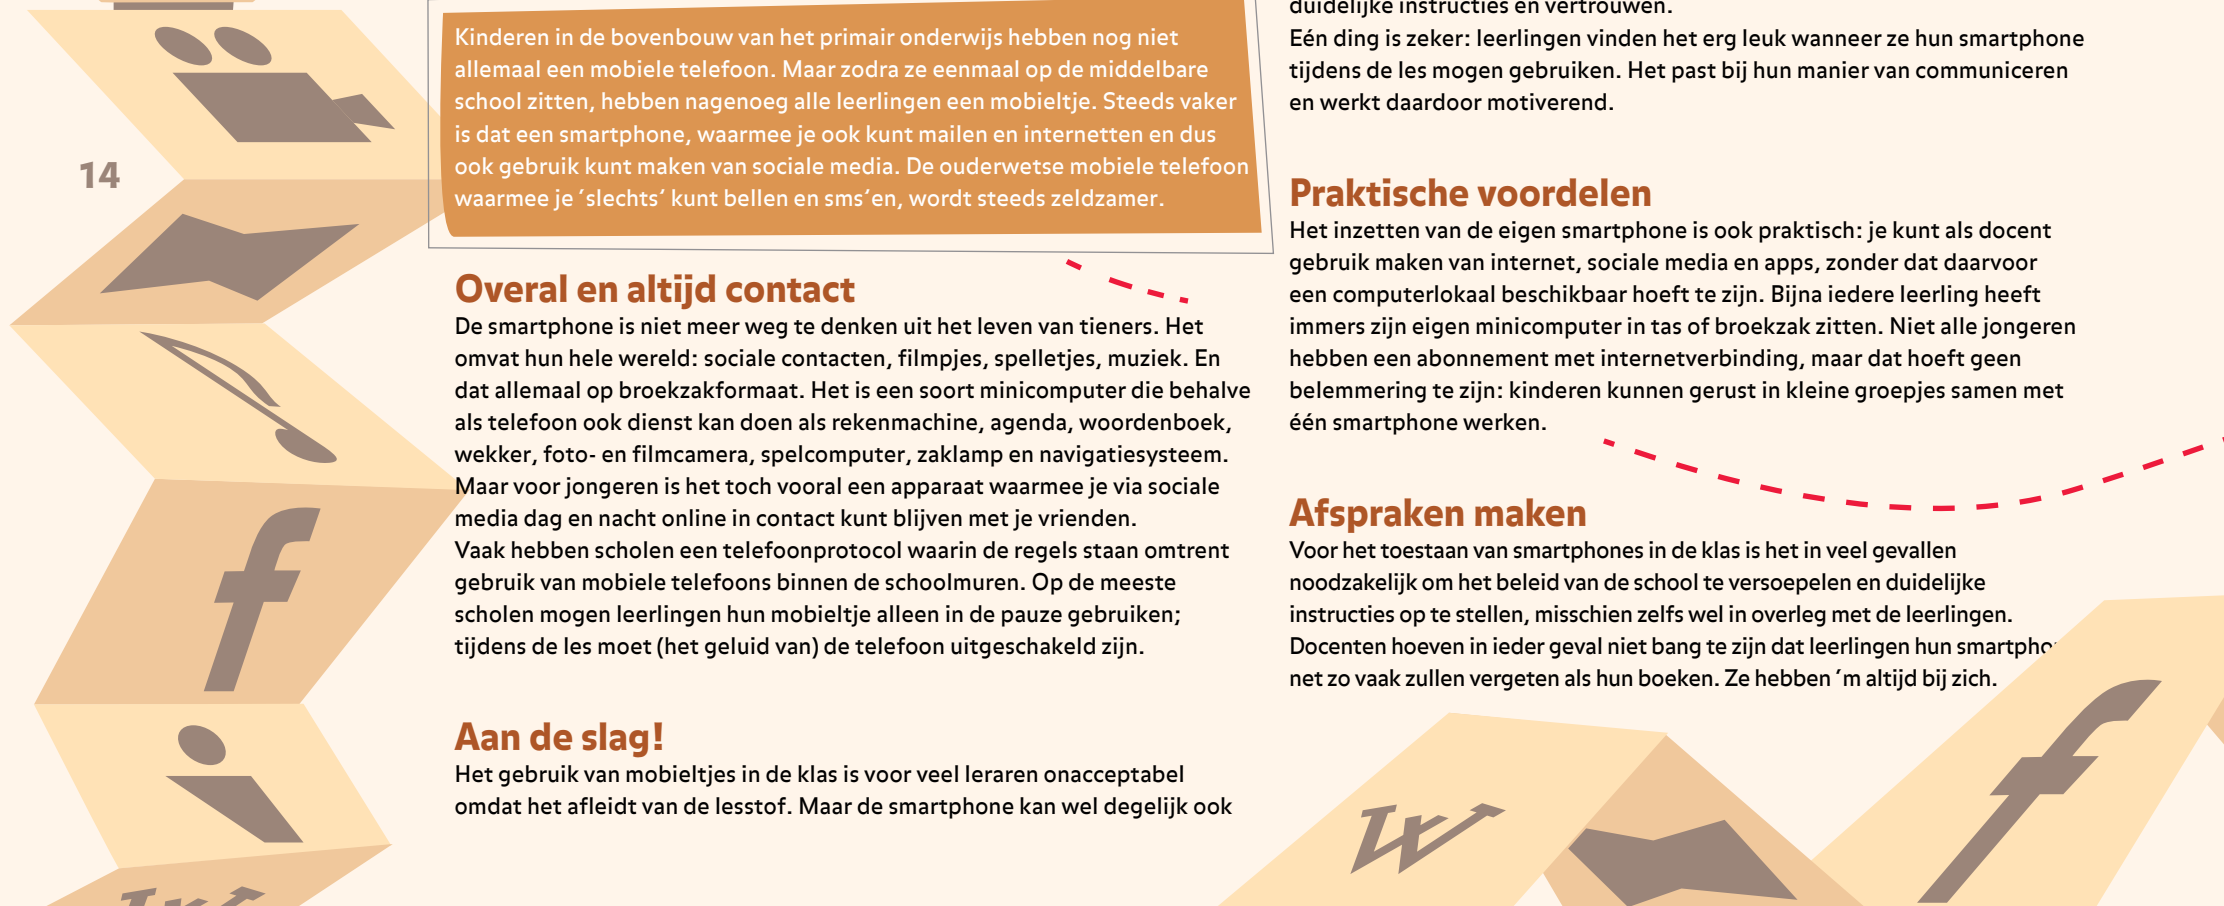 14
Kinderen in de bovenbouw van het primair onderwijs hebben nog niet
allemaal een mobiele telefoon. Maar zodra ze eenmaal op de middelbare
school zitten, hebben nagenoeg alle leerlingen een mobieltje. Steeds vaker
is dat een smartphone, waarmee je ook kunt mailen en internetten en dus
ook gebruik kunt maken van sociale media. De ouderwetse mobiele telefoon
waarmee je ‘slechts’ kunt bellen en sms’en, wordt steeds zeldzamer.
Overal en altijd contact
De smartphone is niet meer weg te denken uit het leven van tieners. Het
omvat hun hele wereld: sociale contacten, filmpjes, spelletjes, muziek. En
dat allemaal op broekzakformaat. Het is een soort minicomputer die behalve
als telefoon ook dienst kan doen als rekenmachine, agenda, woordenboek,
wekker, foto- en filmcamera, spelcomputer, zaklamp en navigatiesysteem.
Maar voor jongeren is het toch vooral een apparaat waarmee je via sociale
media dag en nacht online in contact kunt blijven met je vrienden.
Vaak hebben scholen een telefoonprotocol waarin de regels staan omtrent
gebruik van mobiele telefoons binnen de schoolmuren. Op de meeste
scholen mogen leerlingen hun mobieltje alleen in de pauze gebruiken;
tijdens de les moet (het geluid van) de telefoon uitgeschakeld zijn.
Aan de slag!
Het gebruik van mobieltjes in de klas is voor veel leraren onacceptabel
omdat het afleidt van de lesstof. Maar de smartphone kan wel degelijk ook
duidelijke instructies en vertrouwen.
Eén ding is zeker: leerlingen vinden het erg leuk wanneer ze hun smartphone
tijdens de les mogen gebruiken. Het past bij hun manier van communiceren
en werkt daardoor motiverend.
Praktische voordelen
Het inzetten van de eigen smartphone is ook praktisch: je kunt als docent
gebruik maken van internet, sociale media en apps, zonder dat daarvoor
een computerlokaal beschikbaar hoeft te zijn. Bijna iedere leerling heeft
immers zijn eigen minicomputer in tas of broekzak zitten. Niet alle jongeren
hebben een abonnement met internetverbinding, maar dat hoeft geen
belemmering te zijn: kinderen kunnen gerust in kleine groepjes samen met
één smartphone werken.
Afspraken maken
Voor het toestaan van smartphones in de klas is het in veel gevallen
noodzakelijk om het beleid van de school te versoepelen en duidelijke
instructies op te stellen, misschien zelfs wel in overleg met de leerlingen.
Docenten hoeven in ieder geval niet bang te zijn dat leerlingen hun smartpho
net zo vaak zullen vergeten als hun boeken. Ze hebben ’m altijd bij zich.
f
i
W
W
f